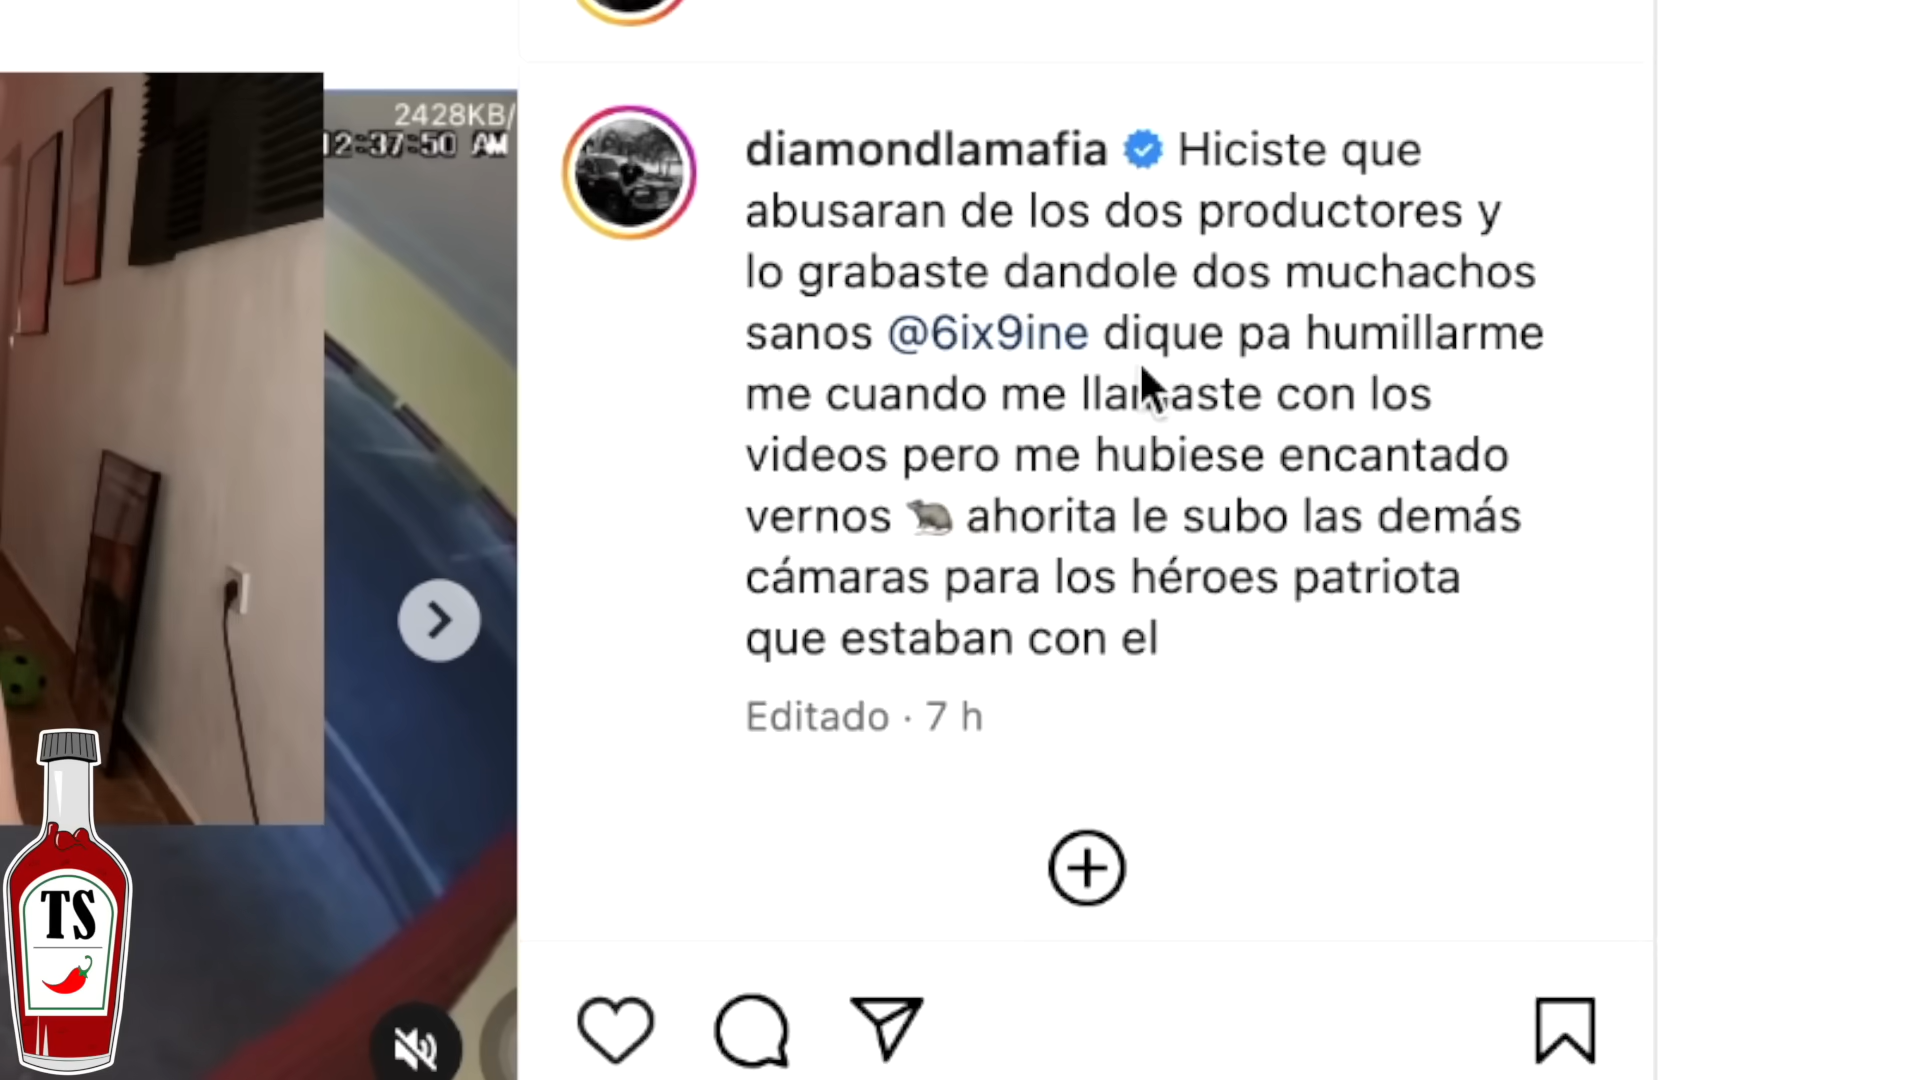 2428KB/
12:37:50 AM
diamondlamafia Hiciste que
abusaran de los dos productores y
lo grabaste dandole dos muchachos
sanos @6ix9ine dique pa humillarme
me cuando me llamaste con los
videos pero me hubiese encantado
vernos 🐀 ahorita le subo las demás
cámaras para los héroes patriota
que estaban con el
Editado · 7 h
TS